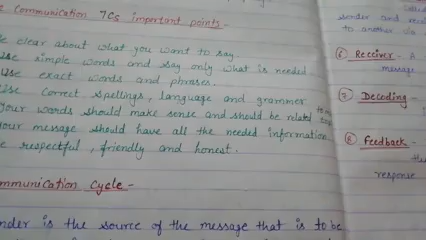 Communication 7Cs important points -
clear about what you want to say.
Use simple words and say only what is needed
Use exact words and phrases.
Use correct spellings, language and grammer
Your words should make sense and should be related
Your message should have all the needed information
respectful, friendly and honest.
Communication Cycle -
is the source of the message that is to be
sender and
to another
⑥ Receiver - A
message
⑦ Decoding -
⑧ Feedback -
response